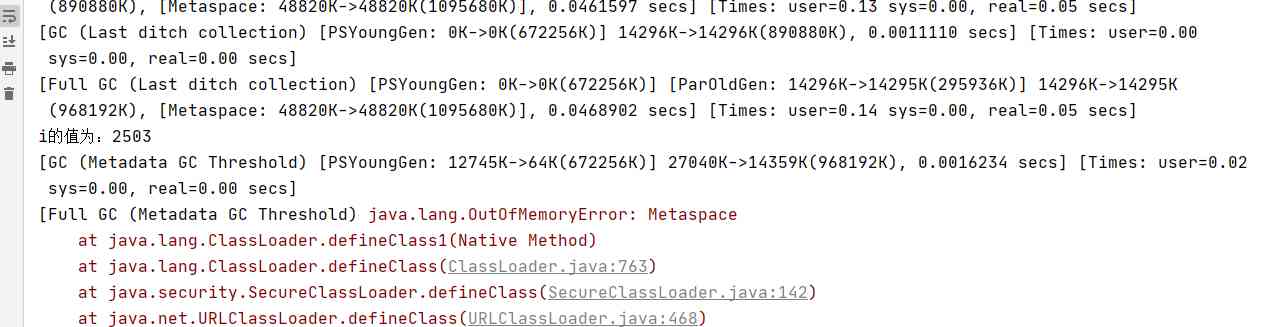 (890880K), [Metaspace: 48820K->48820K(1095680K)], 0.0461597 secs] [Times: user=0.13 sys=0.00, real=0.05 secs]
[GC (Last ditch collection) [PSYoungGen: 0K->0K(672256K)] 14296K->14296K(890880K), 0.0011110 secs] [Times: user=0.00
sys=0.00, real=0.00 secs]
[Full GC (Last ditch collection) [PSYoungGen: 0K->0K(672256K)] [ParOldGen: 14296K->14295K(295936K)] 14296K->14295K
(968192K), [Metaspace: 48820K->48820K(1095680K)], 0.0468902 secs] [Times: user=0.14 sys=0.00, real=0.05 secs]
i的值为：2503
[GC (Metadata GC Threshold) [PSYoungGen: 12745K->64K(672256K)] 27040K->14359K(968192K), 0.0016234 secs] [Times: user=0.02
sys=0.00, real=0.00 secs]
[Full GC (Metadata GC Threshold) java.lang.OutOfMemoryError: Metaspace
at java.lang.ClassLoader.defineClass1(Native Method)
at java.lang.ClassLoader.defineClass(ClassLoader.java:763)
at java.security.SecureClassLoader.defineClass(SecureClassLoader.java:142)
at java.net.URLClassLoader.defineClass(URLClassLoader.java:468)